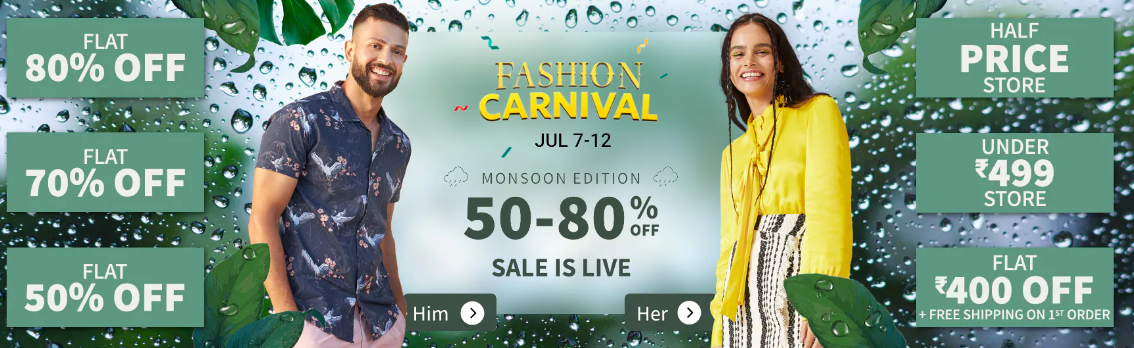 FLAT
80% OFF
FLAT
70% OFF
FLAT
50% OFF
FASHION
CARNIVAL
JUL 7-12
MONSOON EDITION
50-80% OFF
SALE IS LIVE
Him
Her
HALF
PRICE
STORE
UNDER
₹499
STORE
FLAT
₹400 OFF
+ FREE SHIPPING ON 1ST ORDER